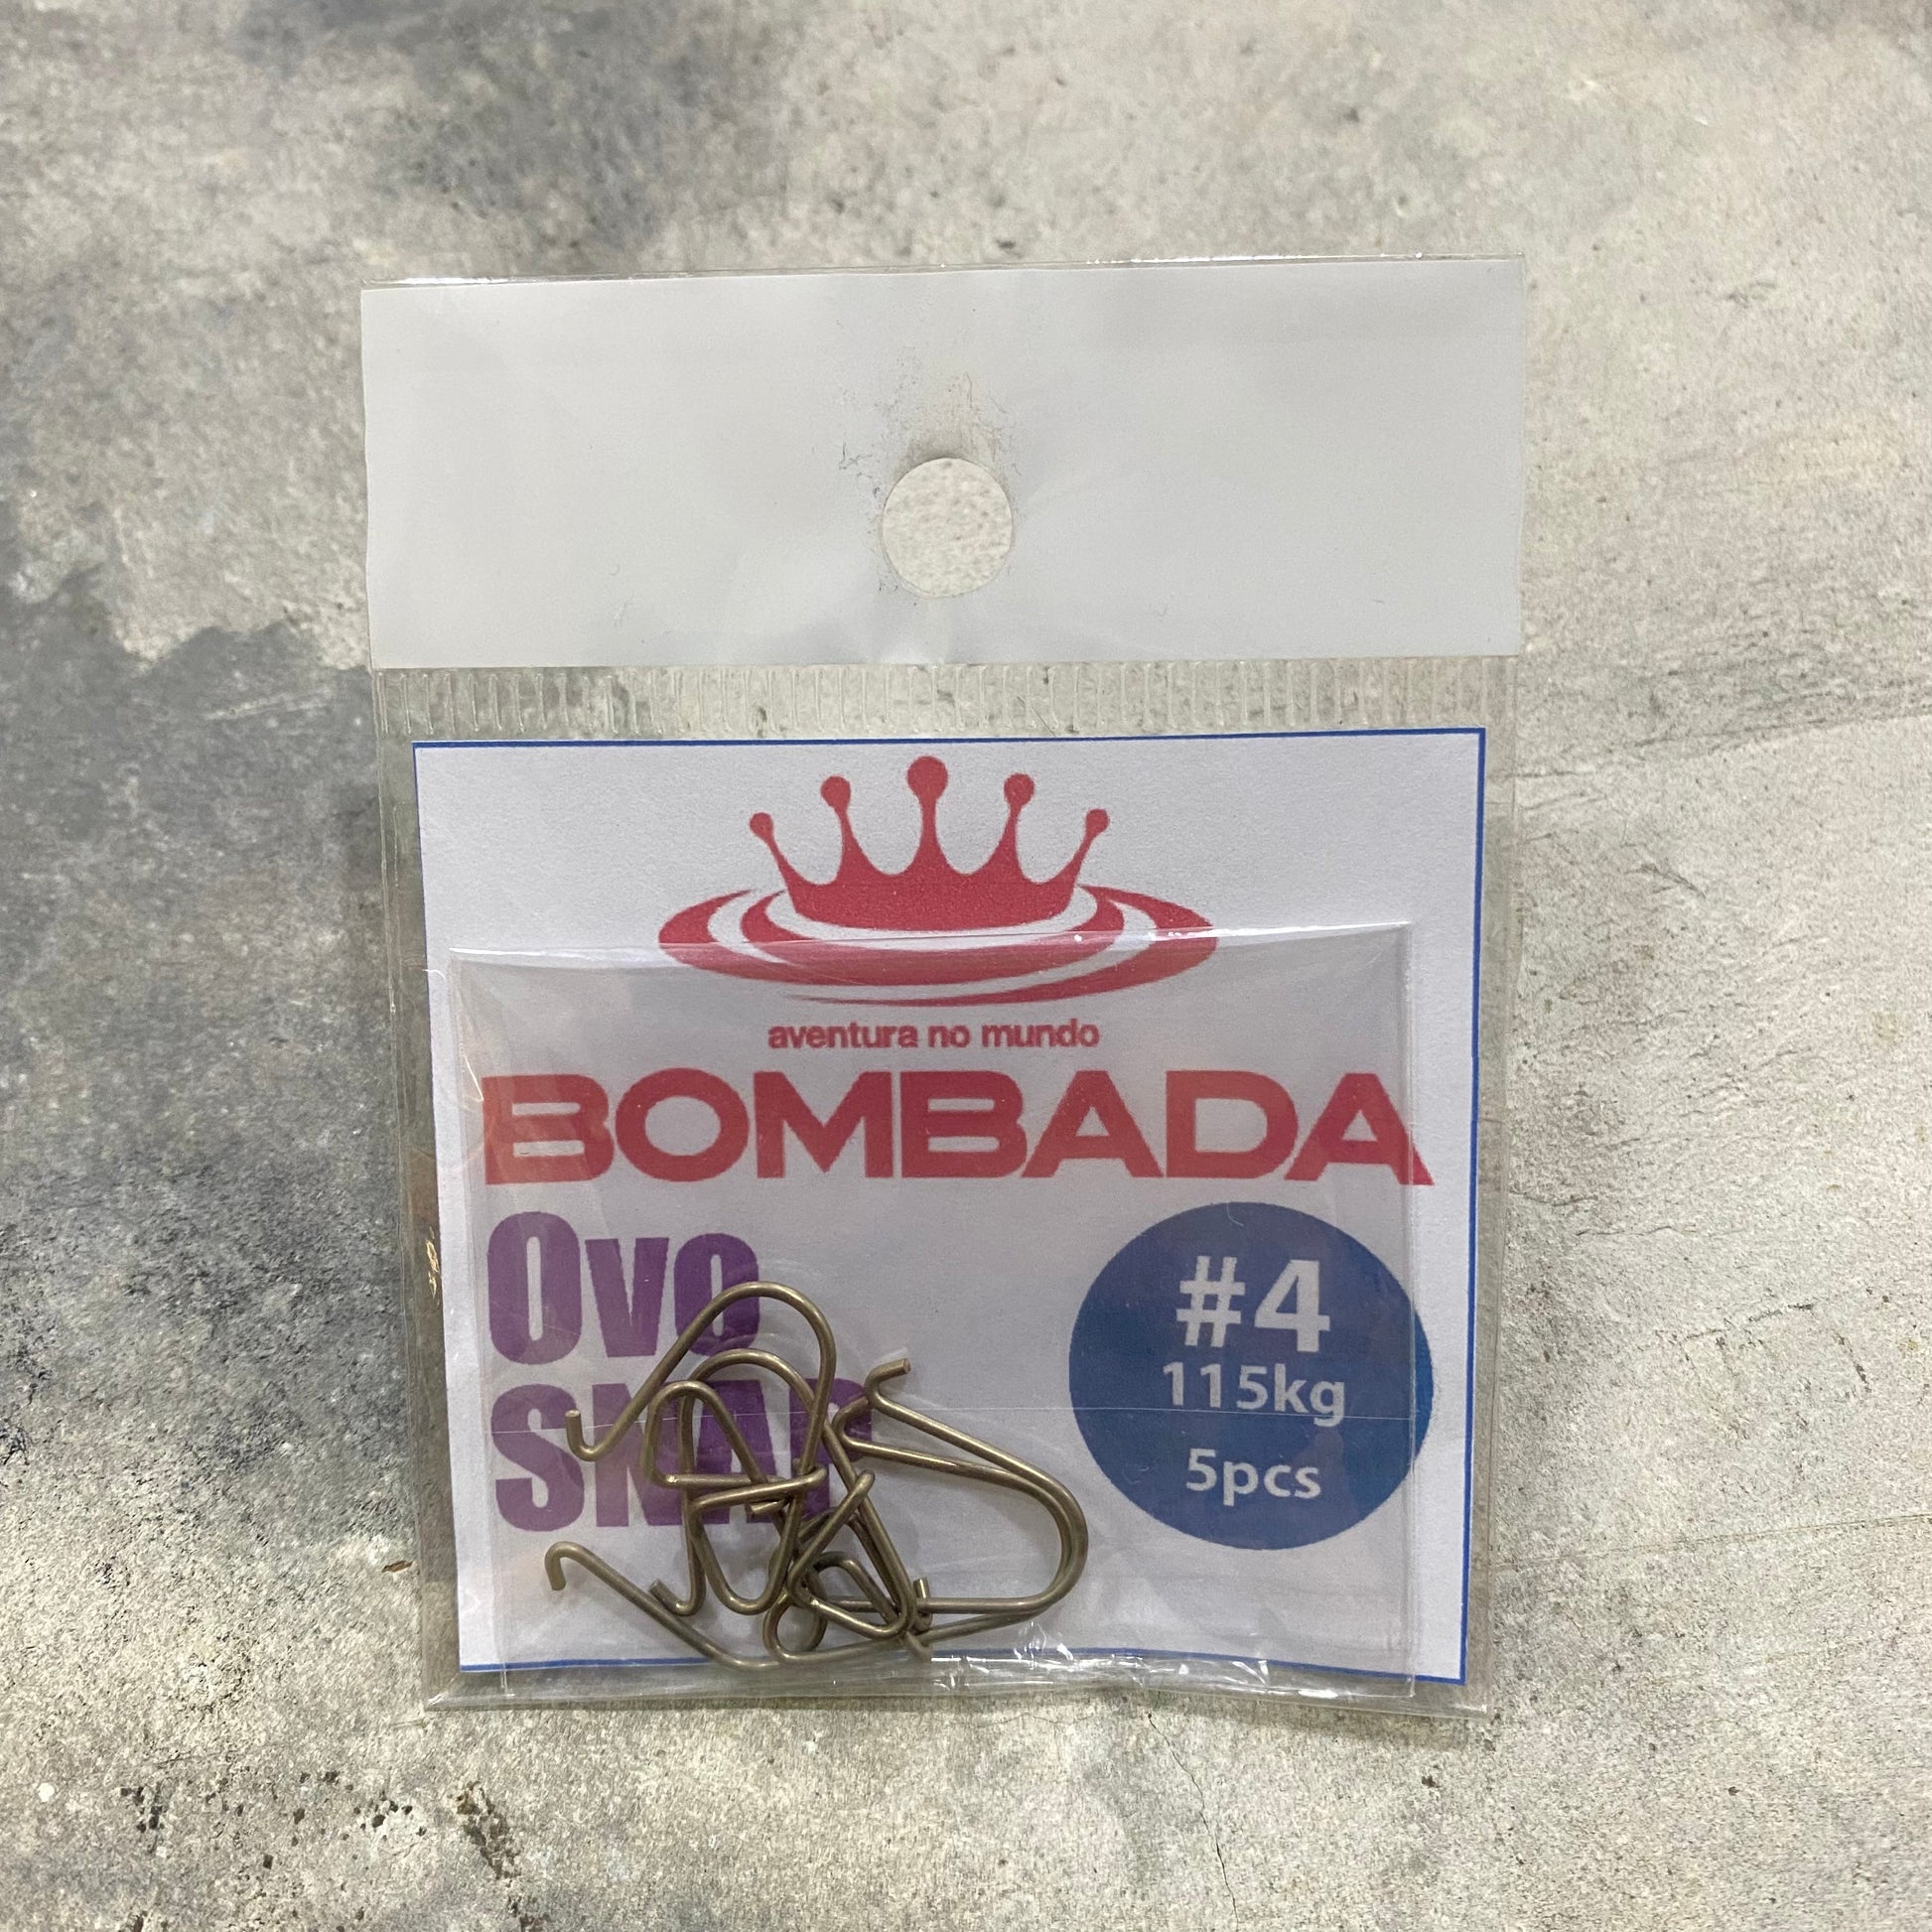 aventura no mundo
BOMBADA
Ovo
SNAP
#4
115kg
5pcs